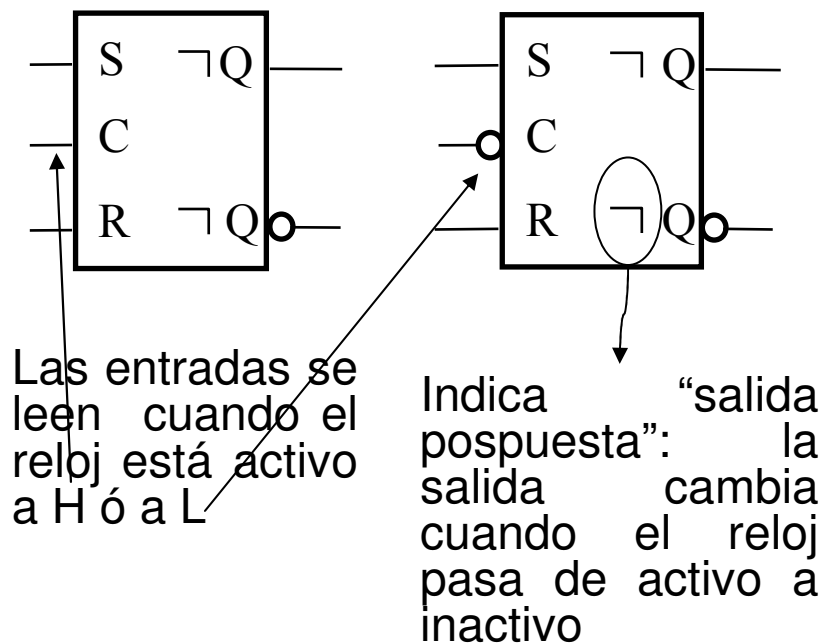 S ¬Q
C
R ¬Q
S ¬Q
C
R ¬Q
Las entradas se
leen cuando el
reloj está activo
a H ó a L
Indica “salida
pospuesta”: la
salida cambia
cuando el reloj
pasa de activo a
inactivo